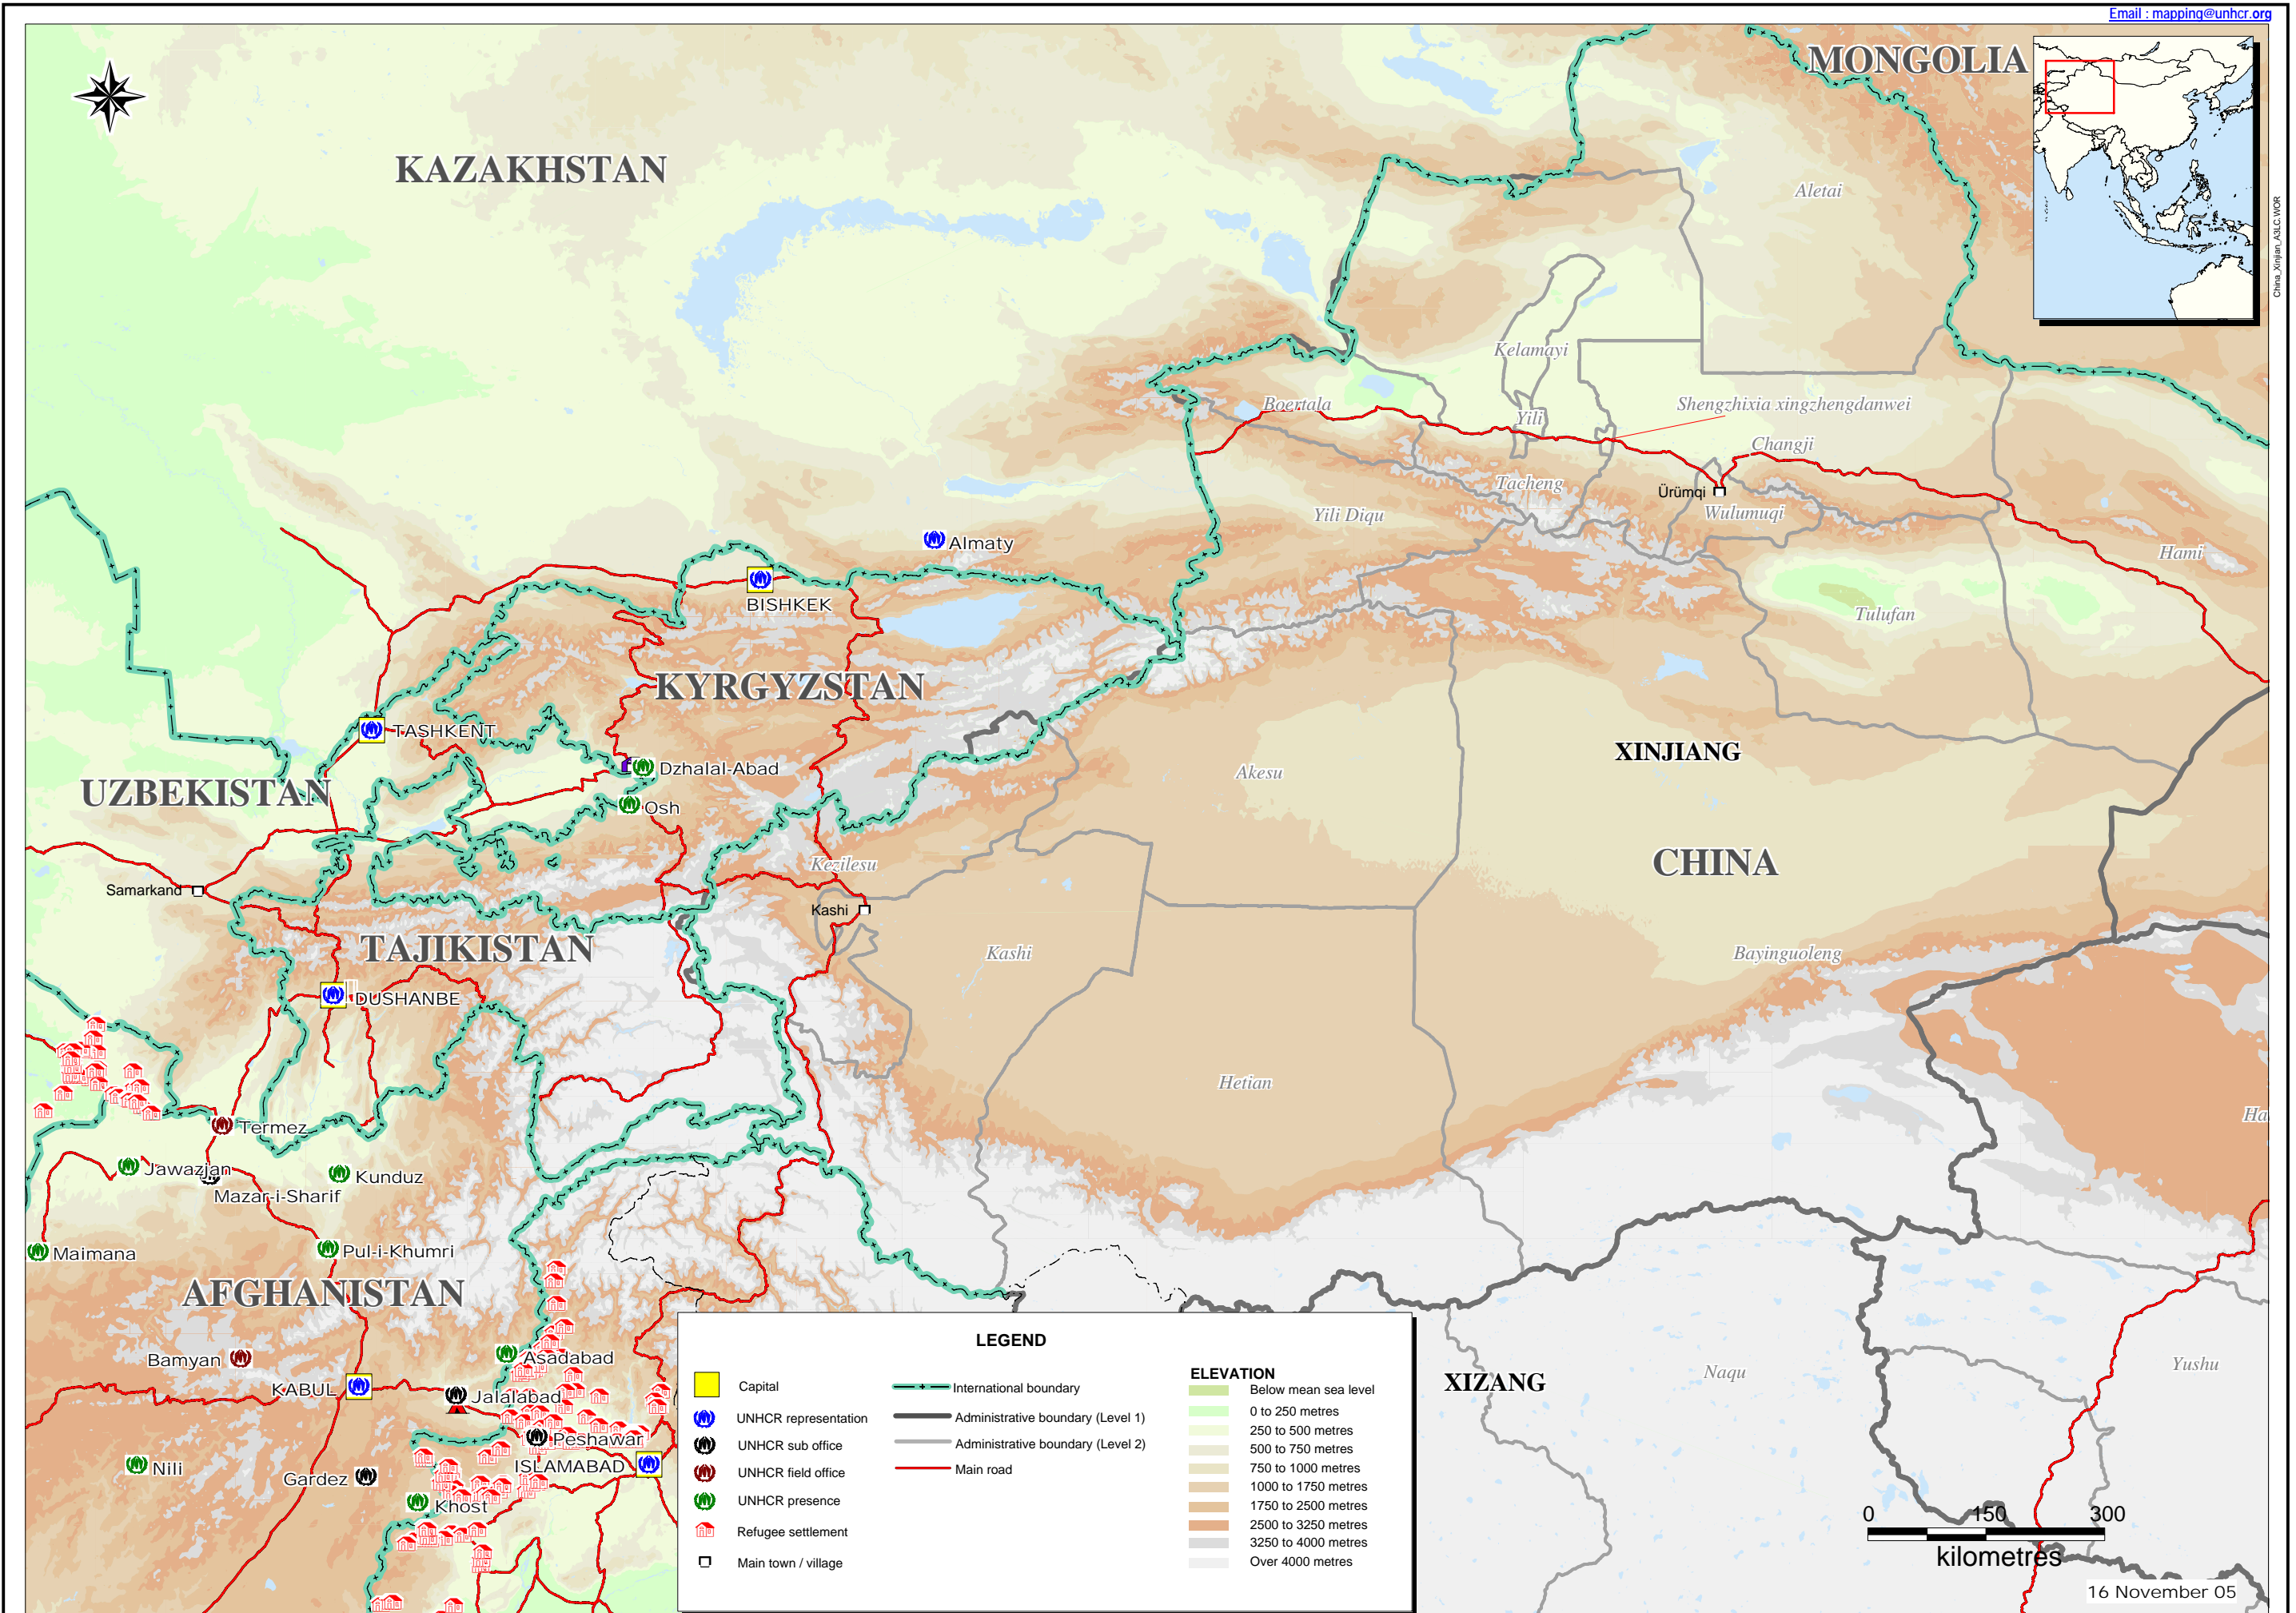 Email : mapping@unhcr.org
MONGOLIA
KAZAKHSTAN
Aletai
China_Xinjian_A3LC.WOR
Kelamayi
Boertala
Yili
Shengzhixia xingzhengdanwei
Changji
Tacheng
Ürümqi
Wulumuqi
Yili Diqu
Almaty
Hami
BISHKEK
Tulufan
KYRGYZSTAN
TASHKENT
XINJIANG
Dzhalal-Abad
Akesu
UZBEKISTAN
Osh
Kezilesu
CHINA
Samarkand
Kashi
TAJIKISTAN
Kashi
Bayinguoleng
DUSHANBE
Hetian
Ha
Termez
Jawazjan
Kunduz
Mazar-i-Sharif
Maimana
Pul-i-Khumri
AFGHANISTAN
Bamyan
Asadabad
KABUL
Jalalabad
Peshawar
ISLAMABAD
Nili
Gardez
Khost
XIZANG
Naqu
Yushu
LEGEND
Capital
UNHCR representation
UNHCR sub office
UNHCR field office
UNHCR presence
Refugee settlement
Main town / village
International boundary
Administrative boundary (Level 1)
Administrative boundary (Level 2)
Main road
ELEVATION
Below mean sea level
0 to 250 metres
250 to 500 metres
500 to 750 metres
750 to 1000 metres
1000 to 1750 metres
1750 to 2500 metres
2500 to 3250 metres
3250 to 4000 metres
Over 4000 metres
0 150 300
kilometres
16 November 05